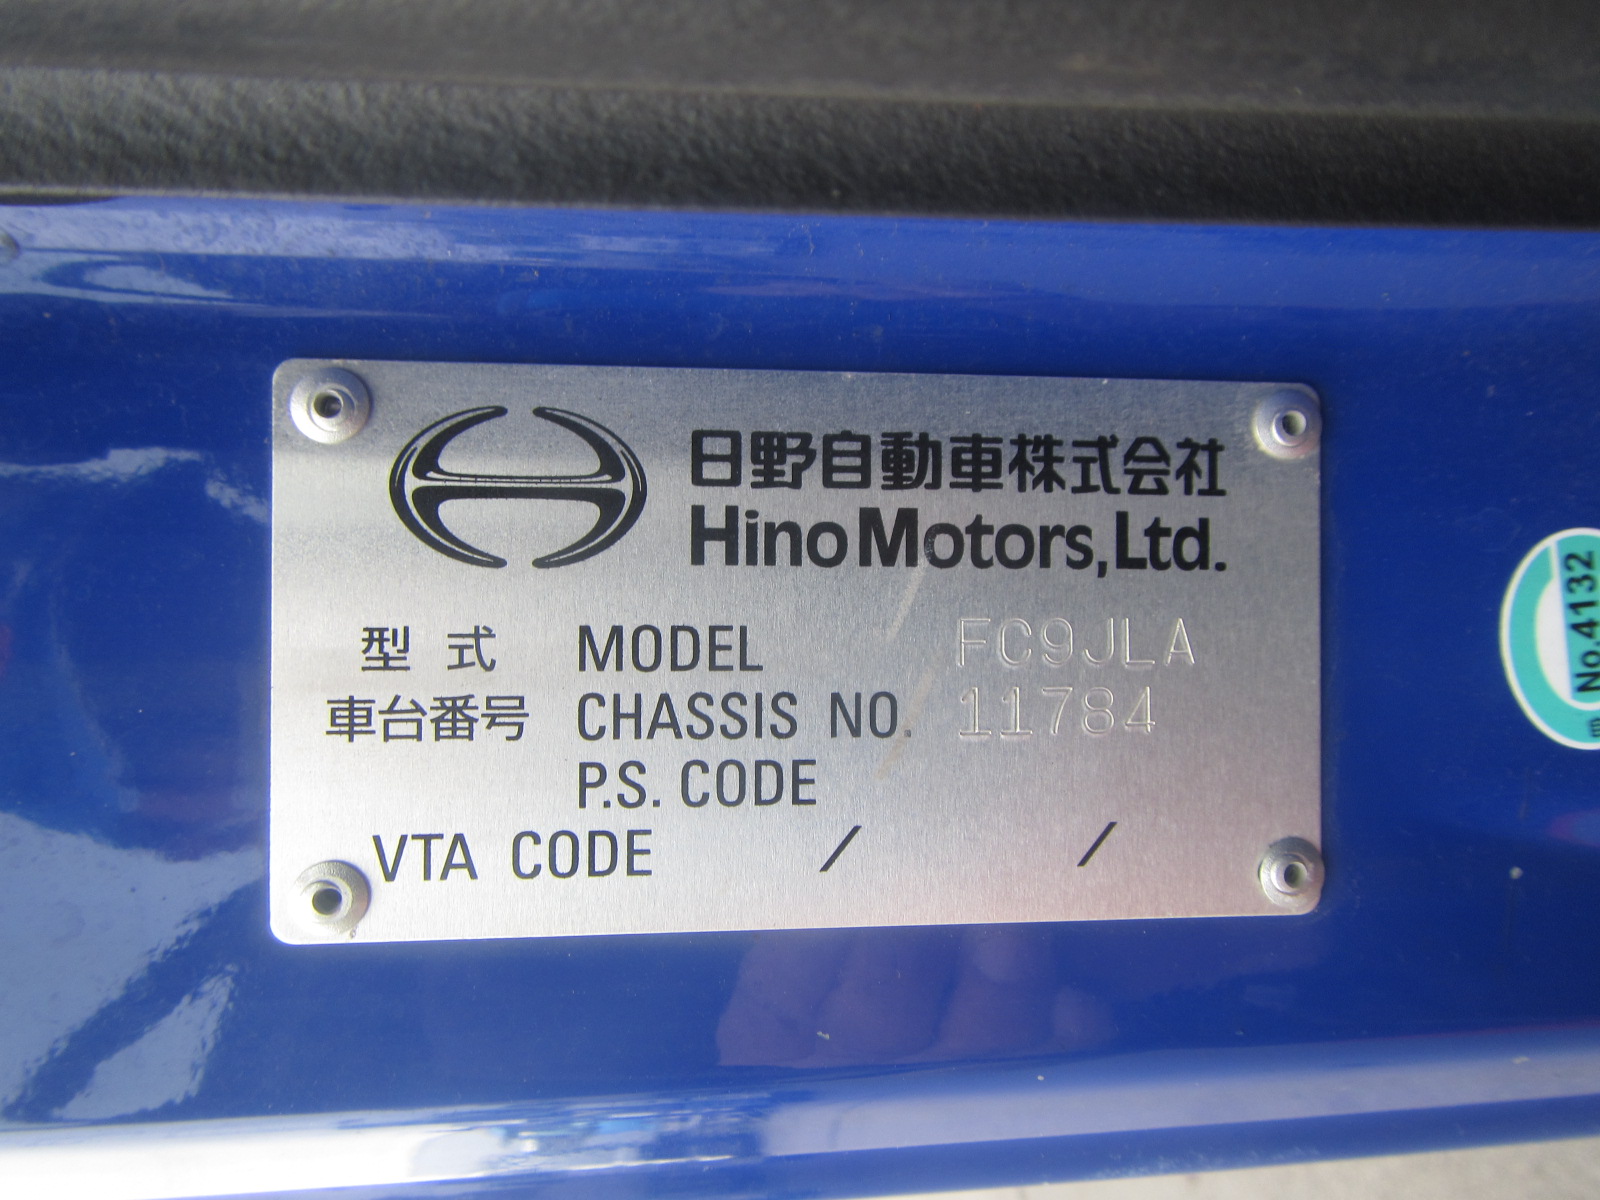 日野自動車株式会社
Hino Motors, Ltd.
型式 MODEL FC9JLA
車台番号 CHASSIS NO. 11784
P.S. CODE
VTA CODE / /
No.4132